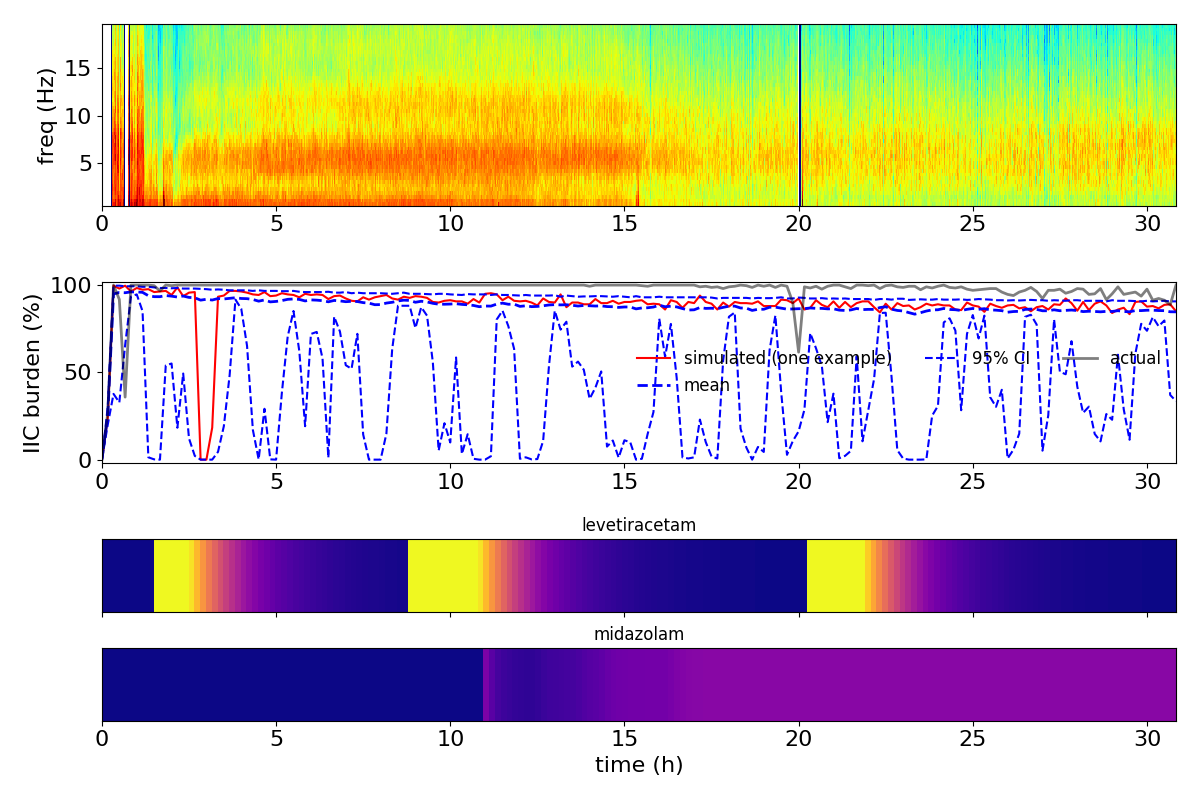 freq (Hz)
15
10
5
0 5 10 15 20 25 30
IIC burden (%)
100
50
0
simulated (one example) 95% CI actual
mean
0 5 10 15 20 25 30
levetiracetam
midazolam
0 5 10 15 20 25 30
time (h)